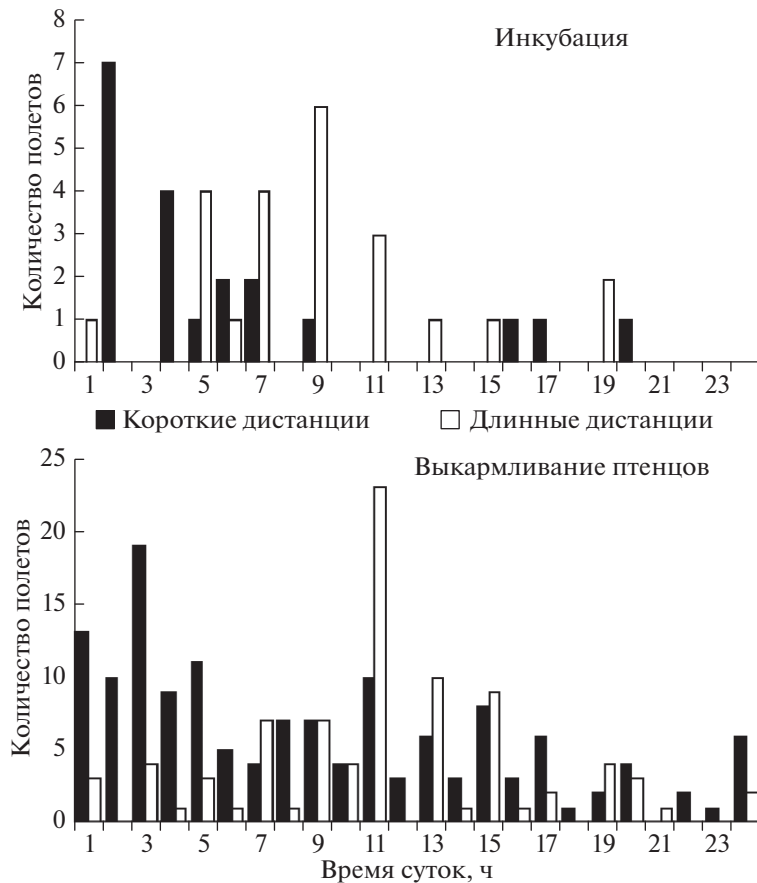 Инкубация
Количество полетов
8
7
6
5
4
3
2
1
0
1 3 5 7 9 11 13 15 17 19 21 23
Короткие дистанции Длинные дистанции
Выкармливание птенцов
Количество полетов
25
20
15
10
5
0
1 3 5 7 9 11 13 15 17 19 21 23
Время суток, ч